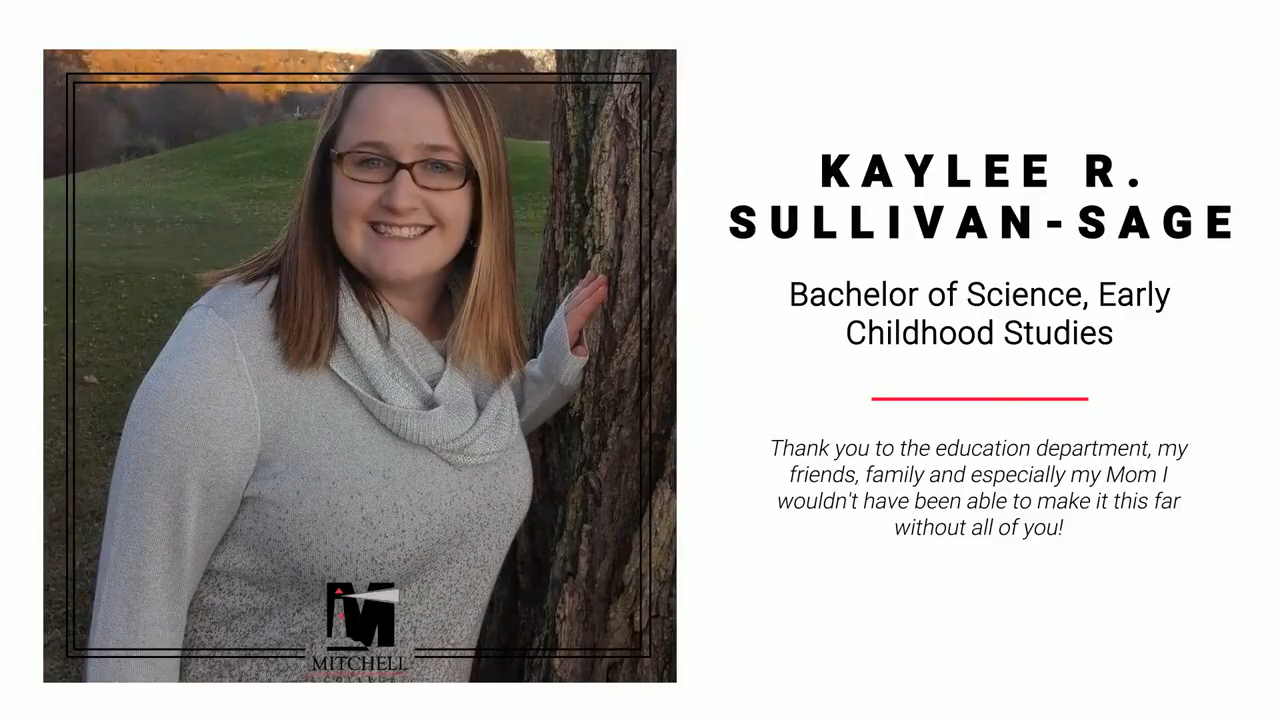 KAYLEE R.
SULLIVAN-SAGE
Bachelor of Science, Early
Childhood Studies
Thank you to the education department, my
friends, family and especially my Mom I
wouldn't have been able to make it this far
without all of you!
M
MITCHELL
COLLEGE